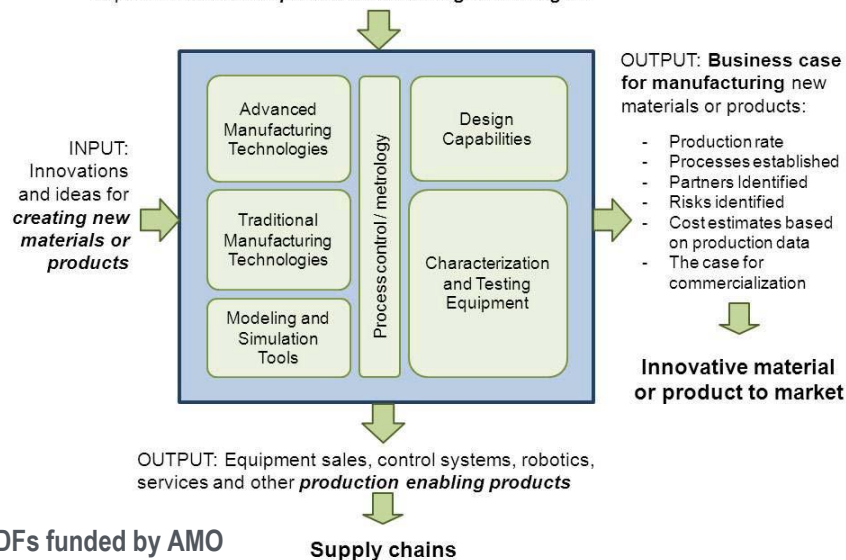 INPUT:
Innovations
and ideas for
creating new
materials or
products
Advanced
Manufacturing
Technologies
Traditional
Manufacturing
Technologies
Modeling and
Simulation
Tools
Process control / metrology
Design
Capabilities
Characterization
and Testing
Equipment
OUTPUT: Business case
for manufacturing new
materials or products:
- Production rate
- Processes established
- Partners Identified
- Risks identified
- Cost estimates based
on production data
- The case for
commercialization
Innovative material
or product to market
OUTPUT: Equipment sales, control systems, robotics,
services and other production enabling products
DFs funded by AMO
Supply chains